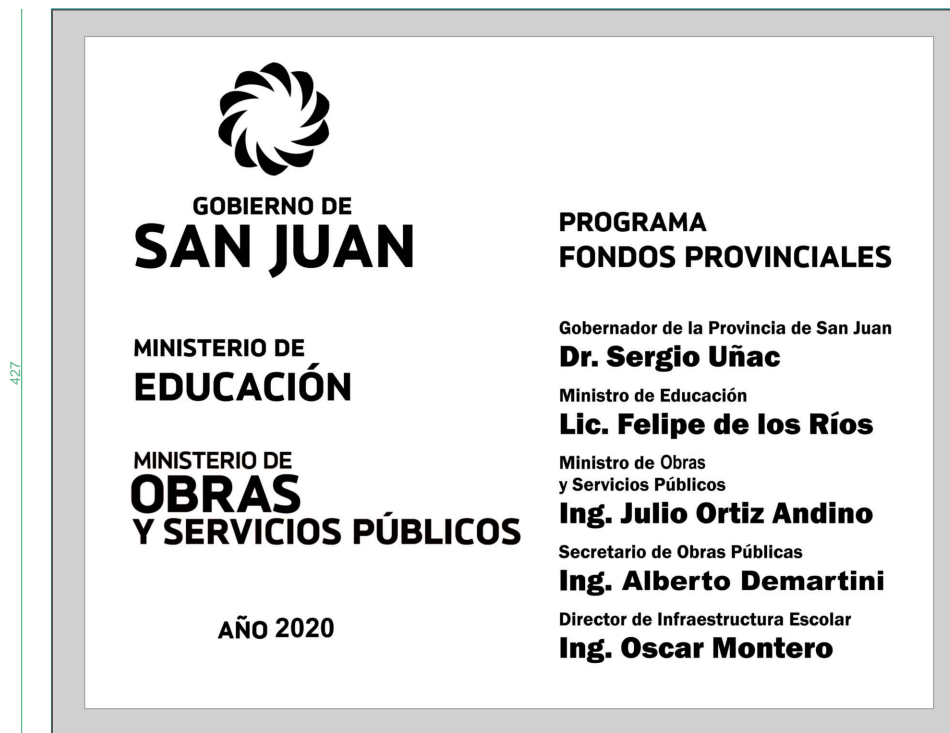 427
GOBIERNO DE
SAN JUAN
MINISTERIO DE
EDUCACIÓN
MINISTERIO DE
OBRAS
Y SERVICIOS PÚBLICOS
AÑO 2020
PROGRAMA
FONDOS PROVINCIALES
Gobernador de la Provincia de San Juan
Dr. Sergio Uñac
Ministro de Educación
Lic. Felipe de los Ríos
Ministro de Obras
y Servicios Públicos
Ing. Julio Ortiz Andino
Secretario de Obras Públicas
Ing. Alberto Demartini
Director de Infraestructura Escolar
Ing. Oscar Montero